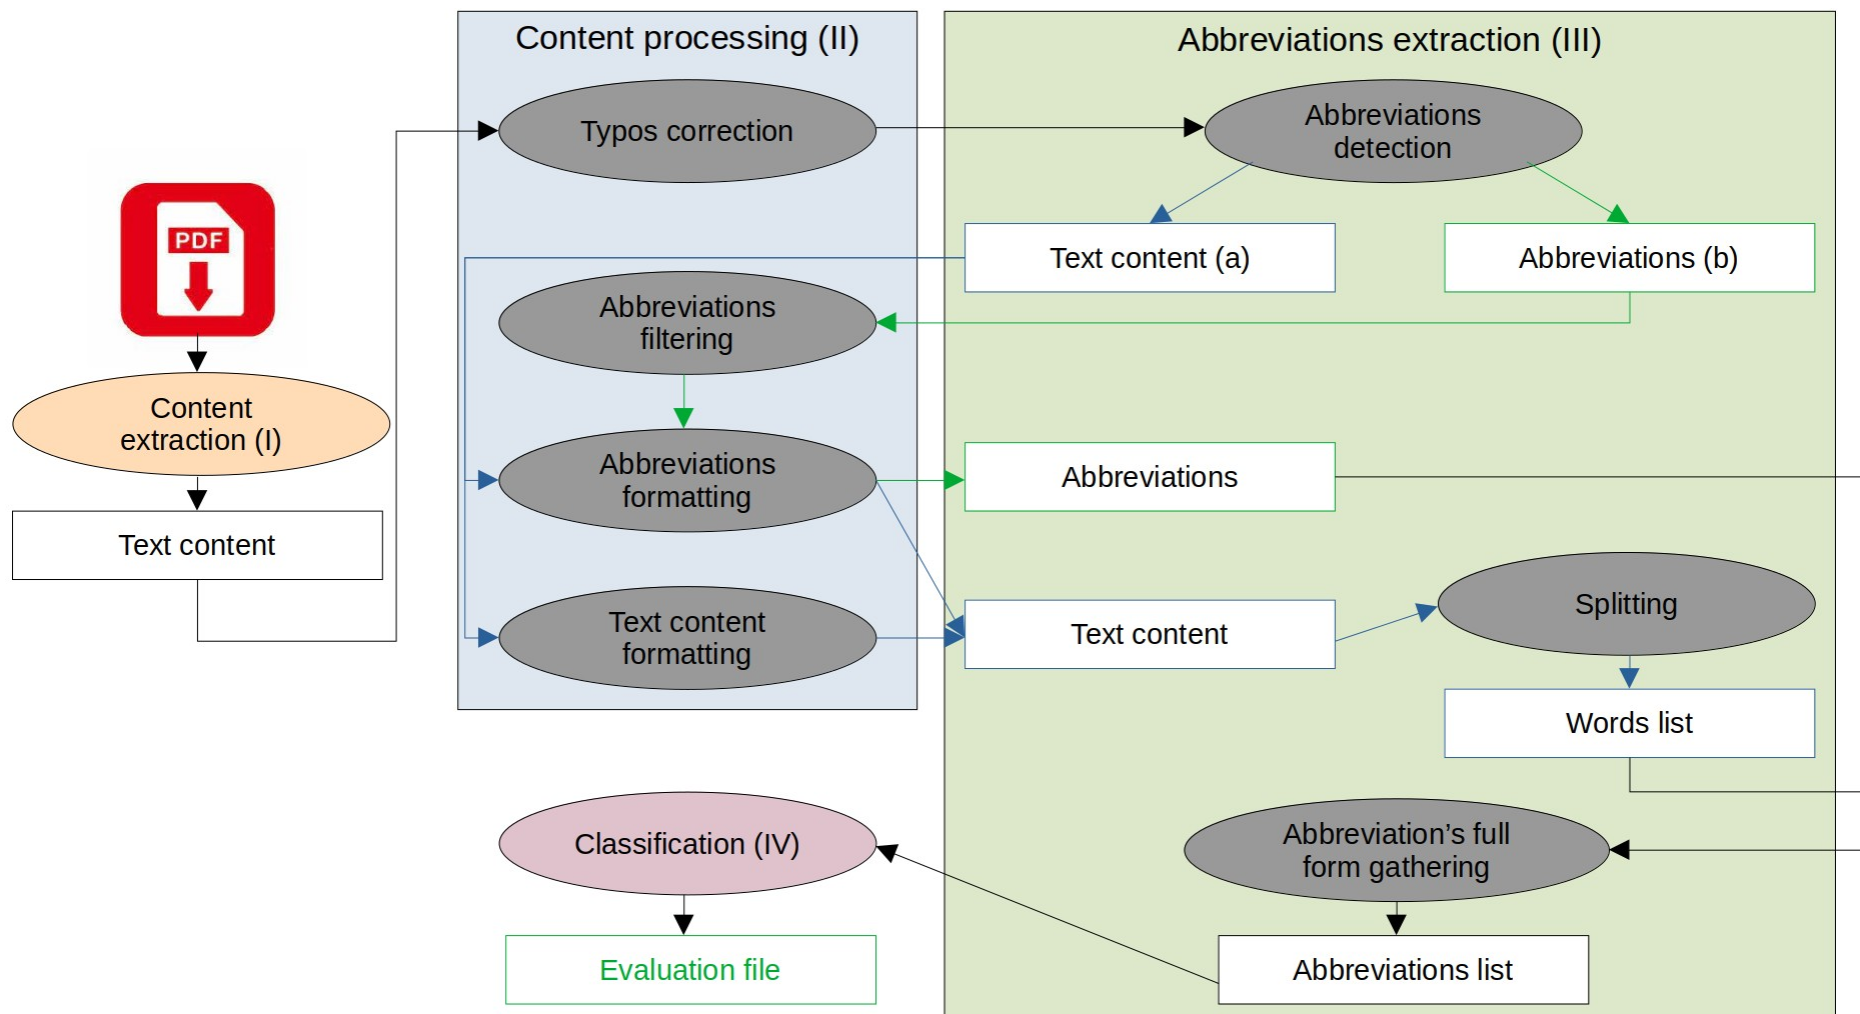 Content processing (II)
Abbreviations extraction (III)
Typos correction
Abbreviations
detection
PDF
Text content (a)
Abbreviations (b)
Abbreviations
filtering
Content
extraction (I)
Abbreviations
formatting
Abbreviations
Text content
Text content
formatting
Text content
Splitting
Words list
Classification (IV)
Abbreviation’s full
form gathering
Evaluation file
Abbreviations list